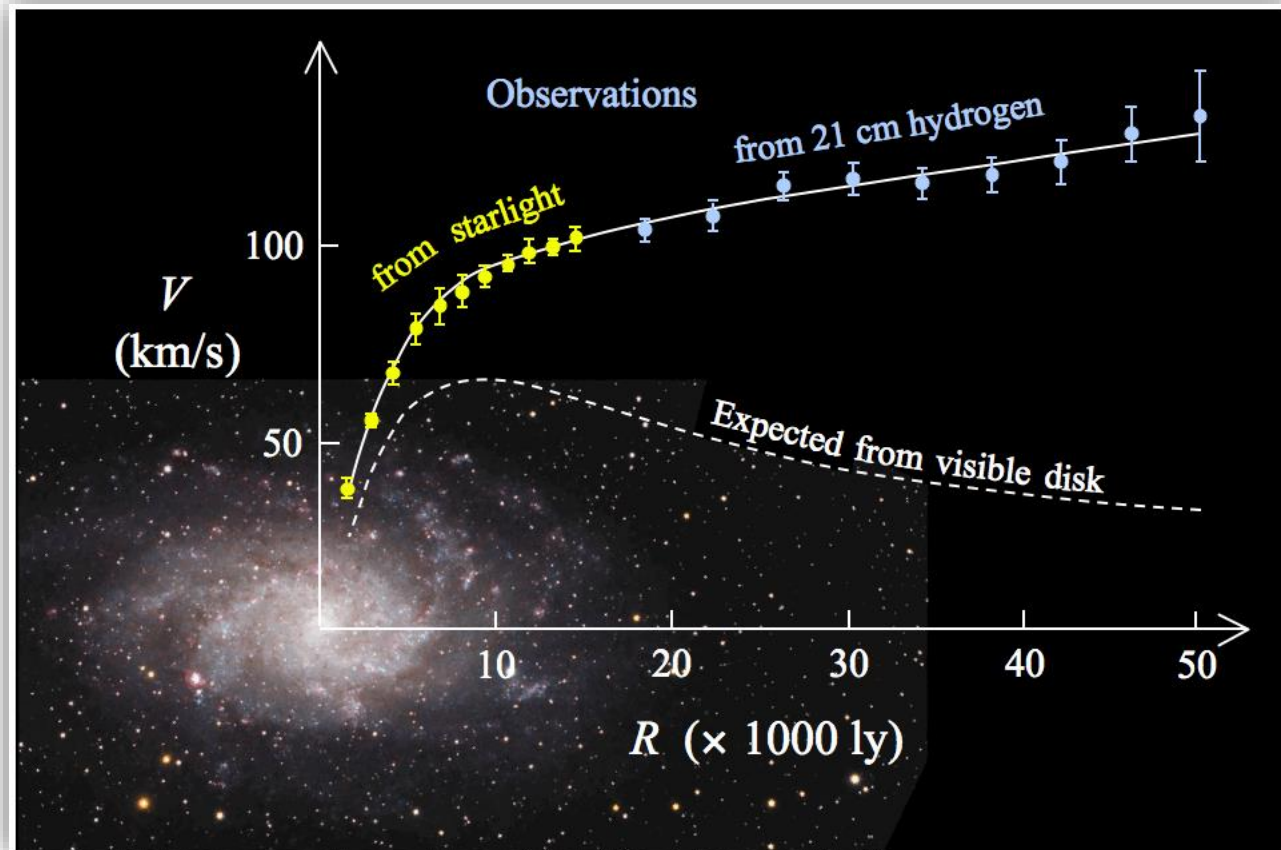 Observations
from 21 cm hydrogen
from starlight
100
V
(km/s)
50
Expected from visible disk
10 20 30 40 50
R (× 1000 ly)